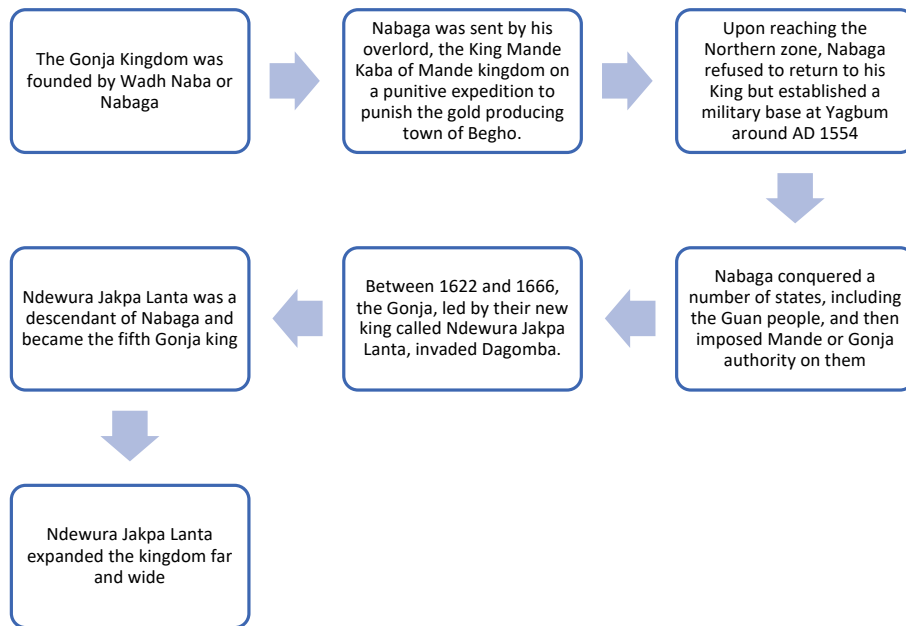 The Gonja Kingdom was
founded by Wadh Naba or
Nabaga
Nabaga was sent by his
overlord, the King Mande
Kaba of Mande kingdom on
a punitive expedition to
punish the gold producing
town of Begho.
Upon reaching the
Northern zone, Nabaga
refused to return to his
King but established a
military base at Yagbum
around AD 1554
Nabaga conquered a
number of states, including
the Guan people, and then
imposed Mande or Gonja
authority on them
Between 1622 and 1666,
the Gonja, led by their new
king called Ndewura Jakpa
Lanta, invaded Dagomba.
Ndewura Jakpa Lanta was a
descendant of Nabaga and
became the fifth Gonja king
Ndewura Jakpa Lanta
expanded the kingdom far
and wide